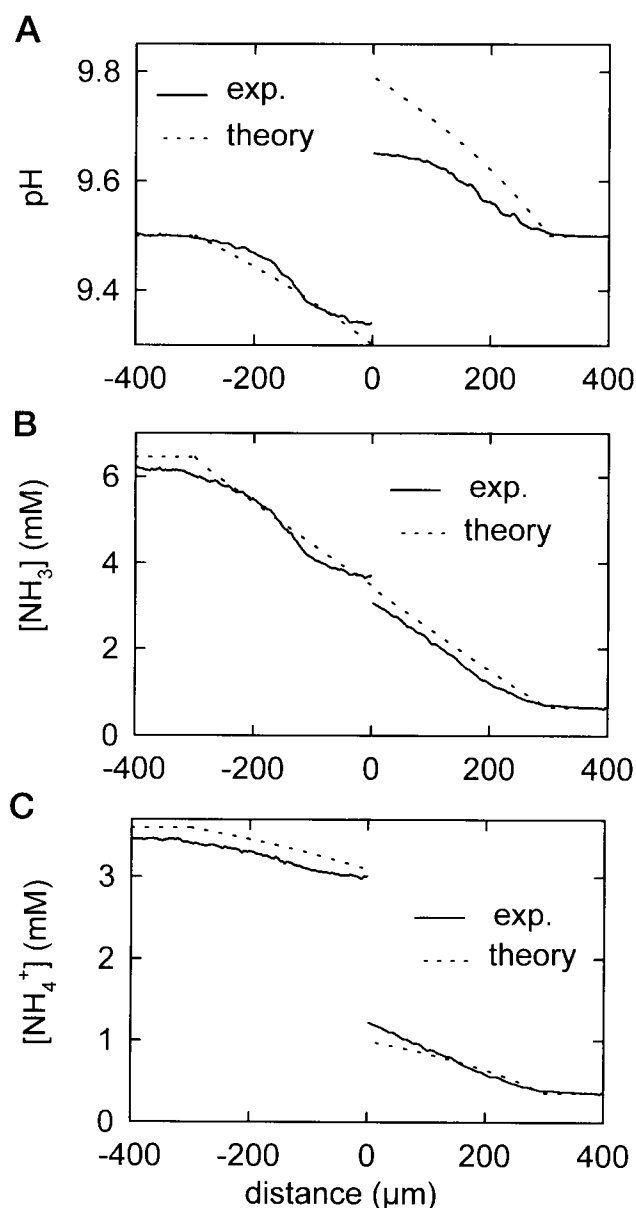 A
9.8
exp.
theory
9.6
pH
9.4
-400 -200 0 200 400
B
6
exp.
theory
4
[NH₃] (mM)
2
0
-400 -200 0 200 400
C
3
exp.
theory
2
[NH₄⁺] (mM)
1
0
-400 -200 0 200 400
distance (µm)